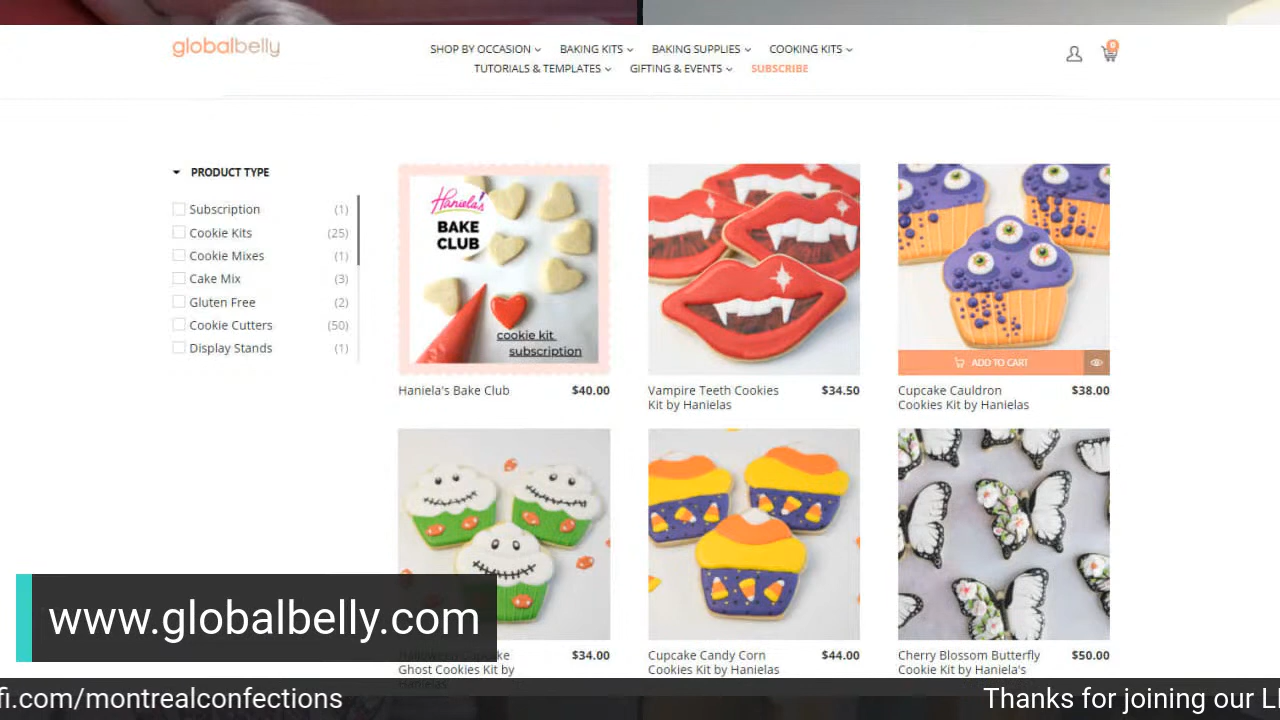 globalbelly
SHOP BY OCCASION
BAKING KITS
BAKING SUPPLIES
COOKING KITS
TUTORIALS & TEMPLATES
GIFTING & EVENTS
SUBSCRIBE
0
PRODUCT TYPE
Subscription (1)
Cookie Kits (25)
Cookie Mixes (1)
Cake Mix (3)
Gluten Free (2)
Cookie Cutters (50)
Display Stands (1)
Haniela's
BAKE
CLUB
cookie kit
subscription
ADD TO CART
Haniela's Bake Club $40.00
Vampire Teeth Cookies $34.50
Kit by Hanielas
Cupcake Cauldron $38.00
Cookies Kit by Hanielas
$34.00
Ghost Cookies Kit by
Cupcake Candy Corn $44.00
Cookies Kit by Hanielas
Cherry Blossom Butterfly $50.00
Cookie Kit by Haniela's
www.globalbelly.com
fi.com/montrealconfections
Thanks for joining our Li